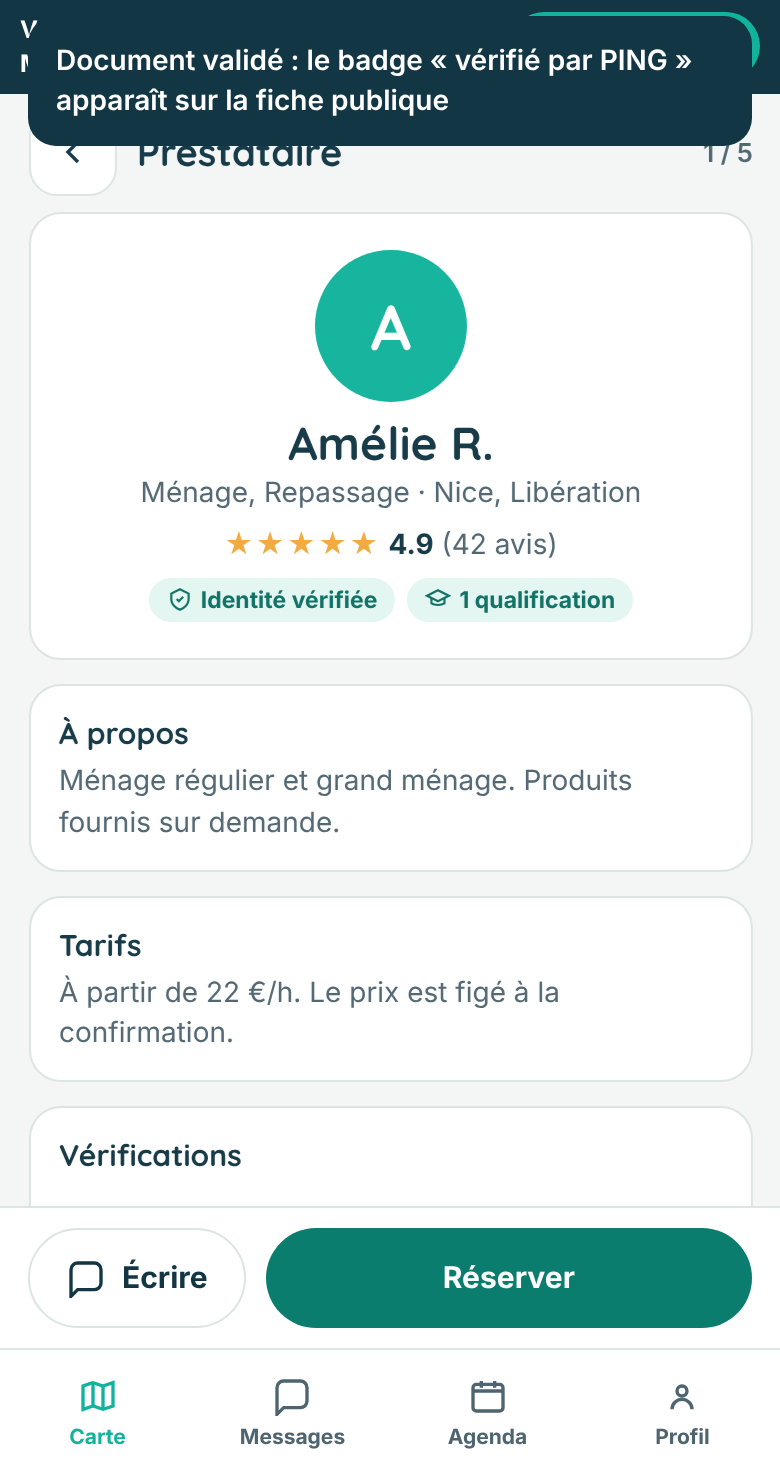 Document validé : le badge « vérifié par PING »
apparaît sur la fiche publique
Prestataire
1 / 5
A
Amélie R.
Ménage, Repassage · Nice, Libération
★★★★★ 4.9 (42 avis)
Identité vérifiée
1 qualification
À propos
Ménage régulier et grand ménage. Produits
fournis sur demande.
Tarifs
À partir de 22 €/h. Le prix est figé à la
confirmation.
Vérifications
Écrire
Réserver
Carte
Messages
Agenda
Profil